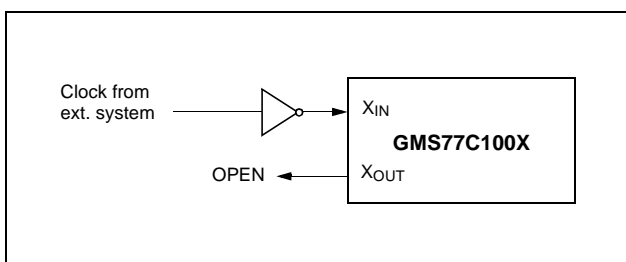 Clock from
ext. system
XIN
GMS77C100X
OPEN
XOUT